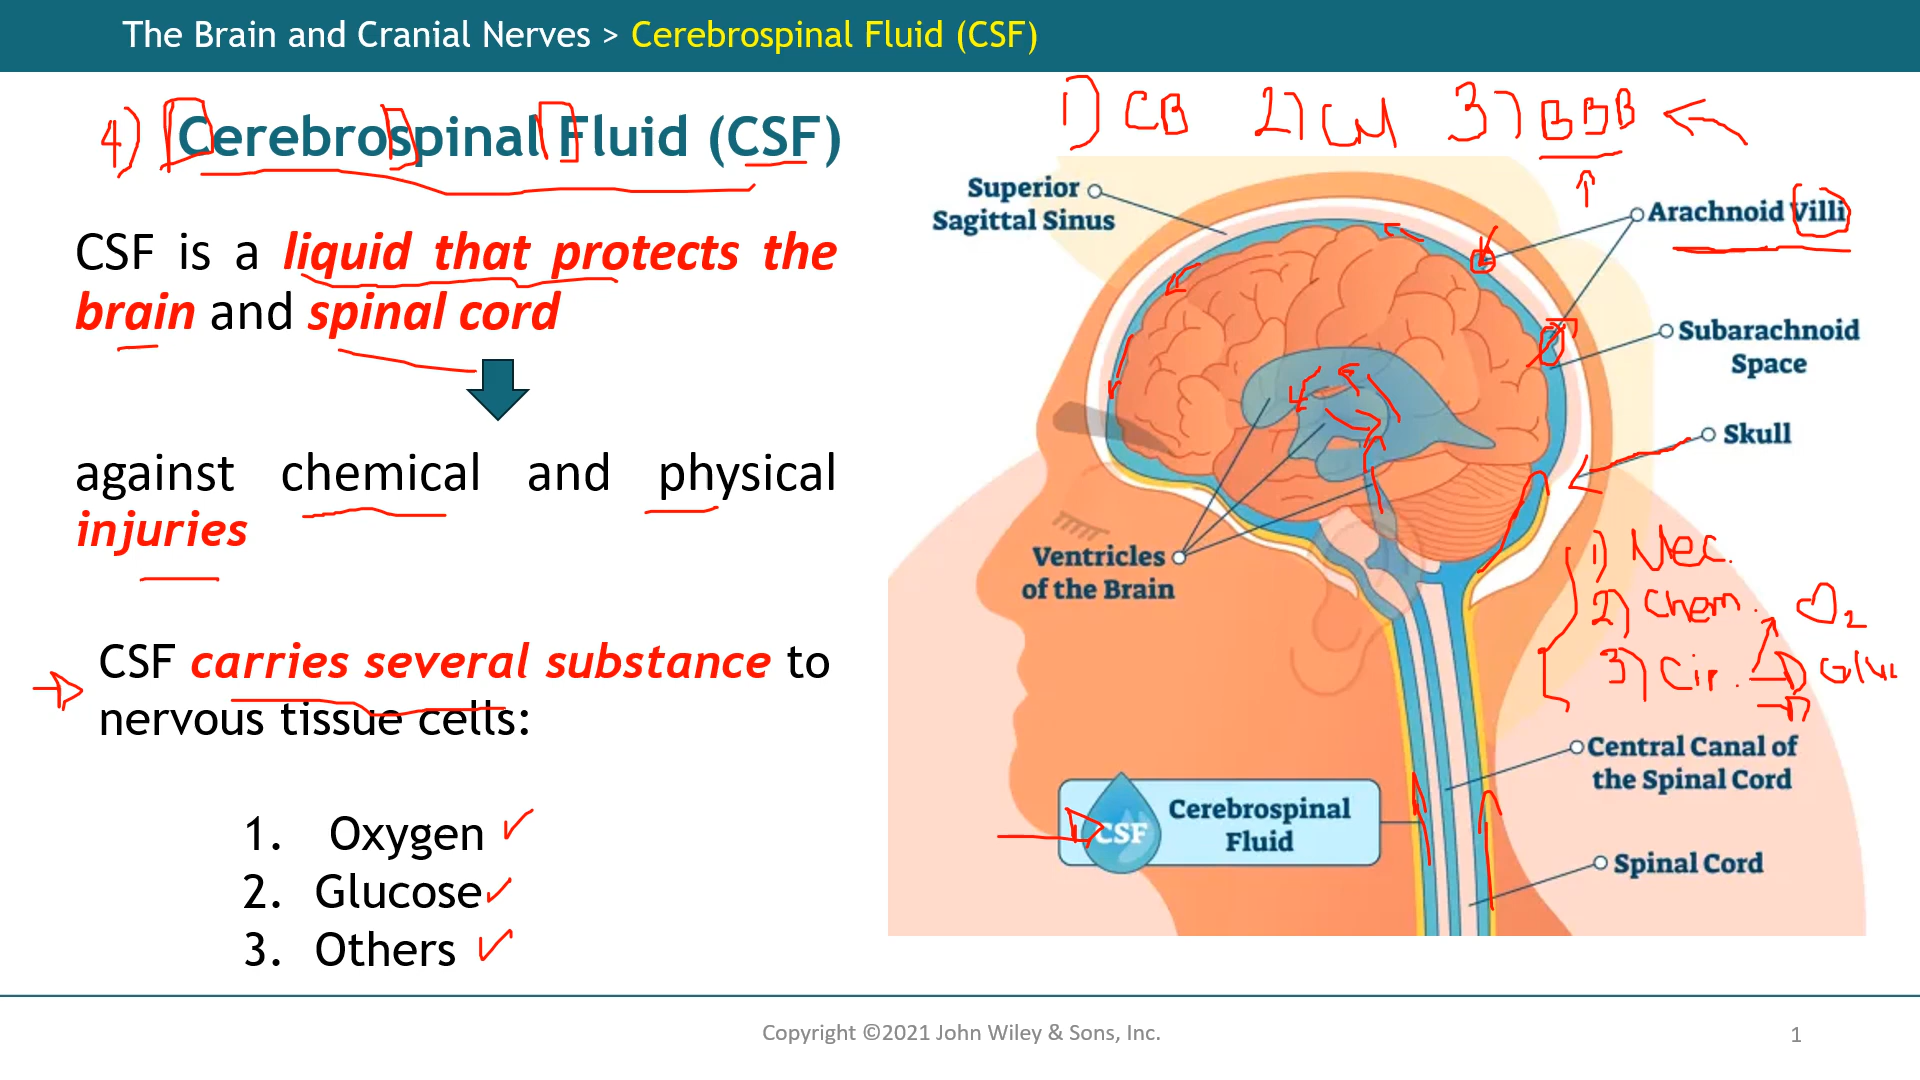 The Brain and Cranial Nerves > Cerebrospinal Fluid (CSF)
1) CB 2) CM 3) BBB
4) Cerebrospinal Fluid (CSF)
CSF is a liquid that protects the
brain and spinal cord
against chemical and physical
injuries
CSF carries several substance to
nervous tissue cells:
1. Oxygen
2. Glucose
3. Others
Superior
Sagittal Sinus
Arachnoid Villi
Subarachnoid
Space
Skull
Ventricles
of the Brain
1) Mec.
2) Chem. O2
3) Cir. Gluc
Central Canal of
the Spinal Cord
CSF
Cerebrospinal
Fluid
Spinal Cord
Copyright ©2021 John Wiley & Sons, Inc.
1